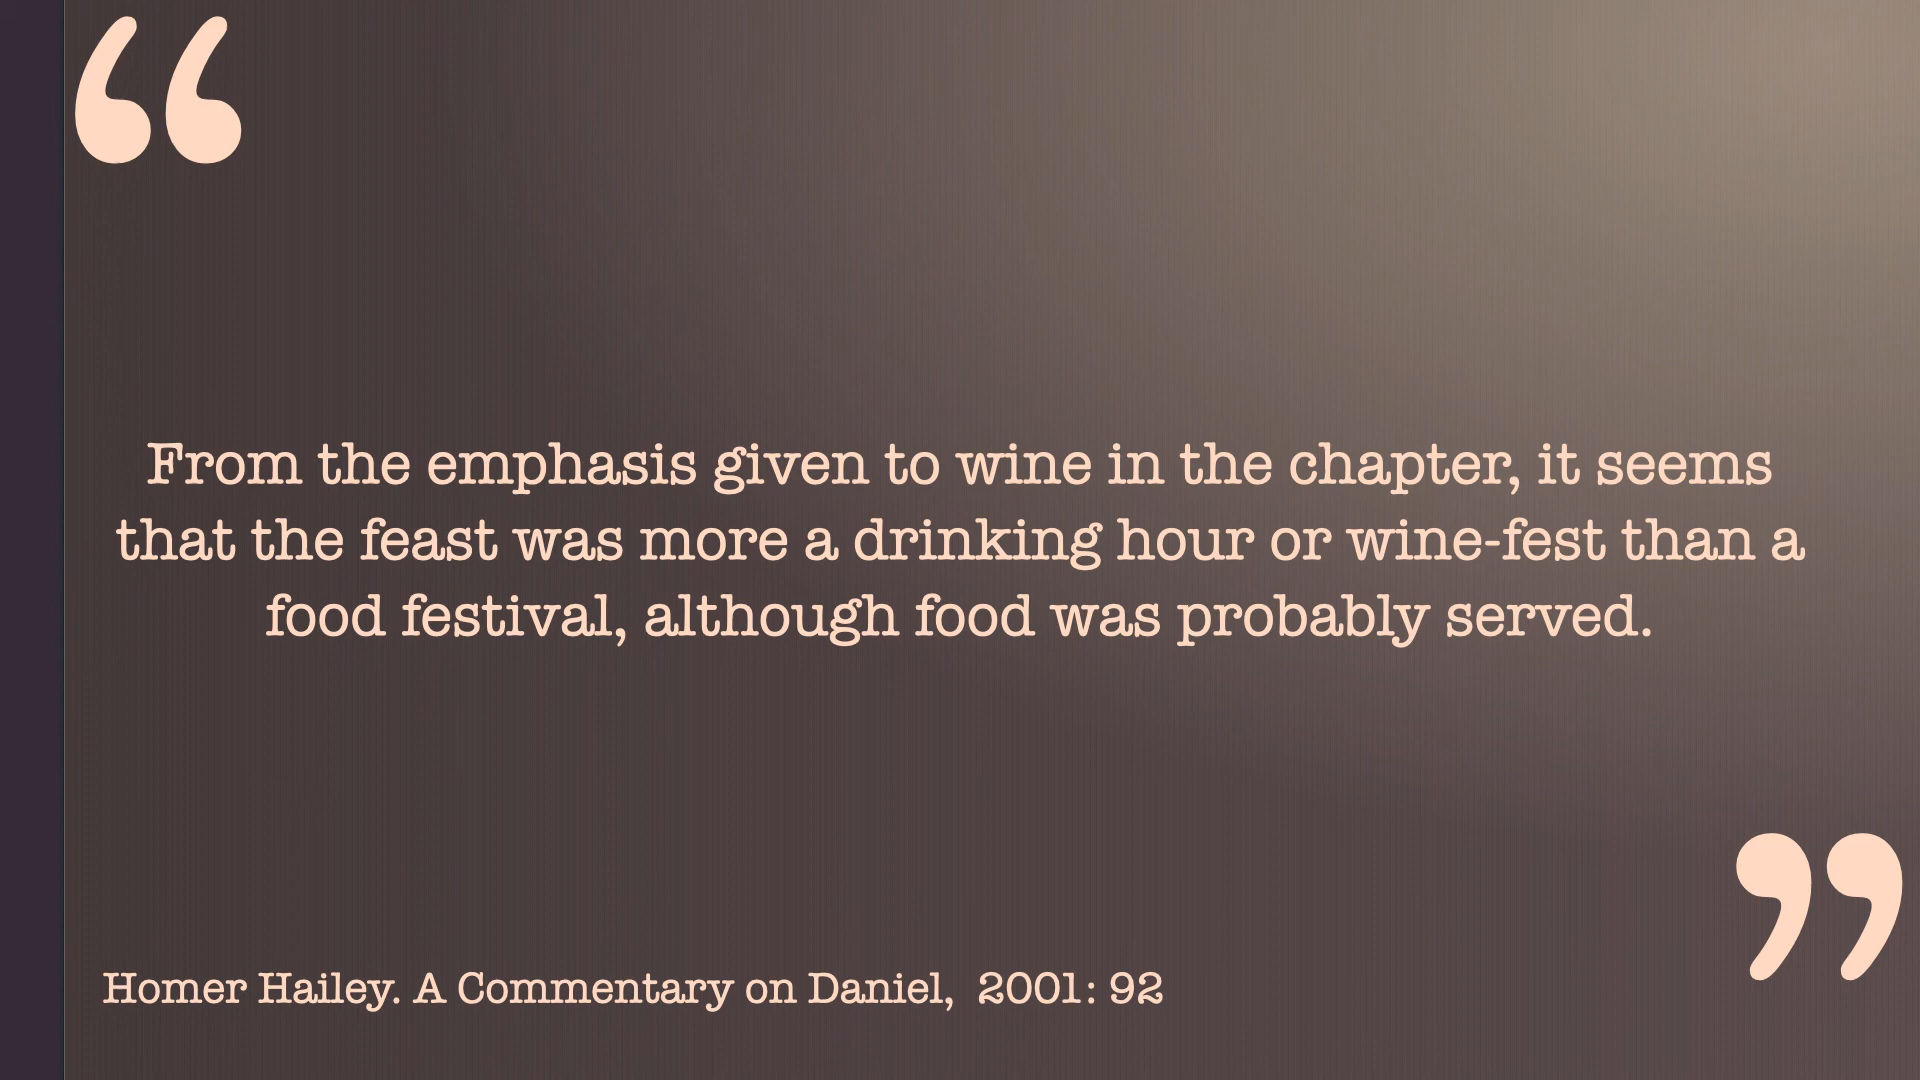 “
From the emphasis given to wine in the chapter, it seems
that the feast was more a drinking hour or wine-fest than a
food festival, although food was probably served.
”
Homer Hailey. A Commentary on Daniel,  2001: 92